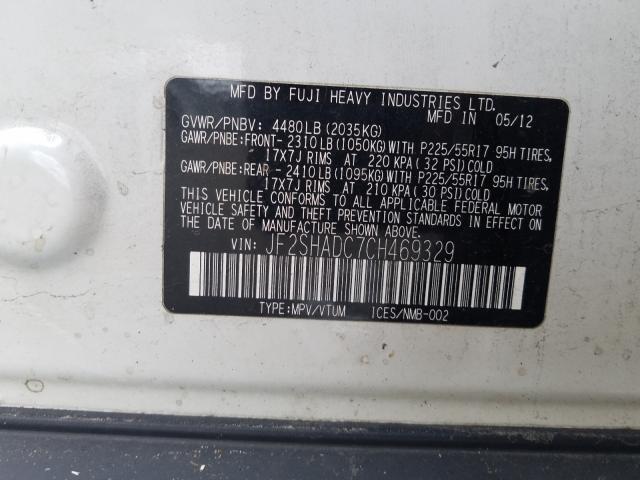 MFD BY FUJI HEAVY INDUSTRIES LTD.
MFD IN 05/12
GVWR/PNBV: 4480LB (2035KG)
GAWR/PNBE:FRONT- 2310LB(1050KG)WITH P225/55R17 95H TIRES,
17X7J RIMS AT 220 KPA( 32 PSI)COLD
GAWR/PNBE:REAR - 2410LB(1095KG)WITH P225/55R17 95H TIRES,
17X7J RIMS AT 210 KPA( 30 PSI)COLD
THIS VEHICLE CONFORMS TO ALL APPLICABLE FEDERAL MOTOR
VEHICLE SAFETY AND THEFT PREVENTION STANDARDS IN EFFECT ON
THE DATE OF MANUFACTURE SHOWN ABOVE.
VIN: JF2SHADC7CH469329
TYPE:MPV/VTUM ICES/NMB-002